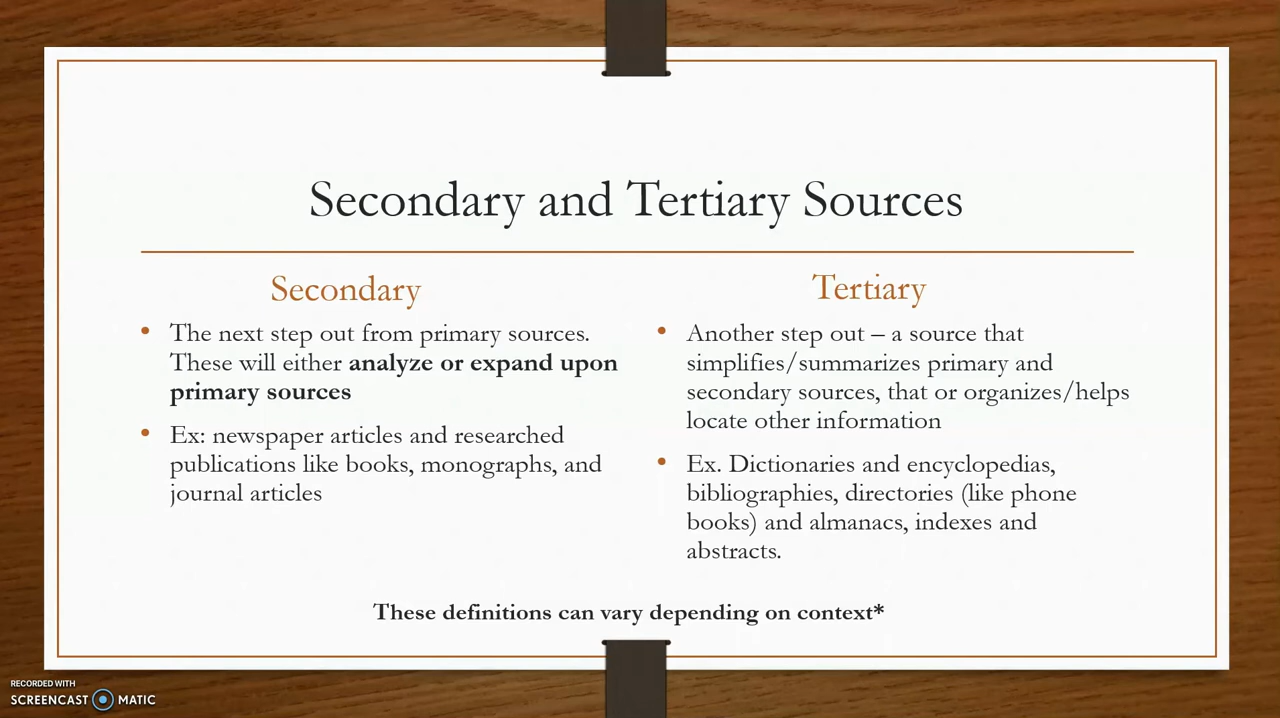 Secondary and Tertiary Sources
Secondary
The next step out from primary sources.
These will either analyze or expand upon
primary sources
Ex: newspaper articles and researched
publications like books, monographs, and
journal articles
Tertiary
Another step out – a source that
simplifies/summarizes primary and
secondary sources, that or organizes/helps
locate other information
Ex. Dictionaries and encyclopedias,
bibliographies, directories (like phone
books) and almanacs, indexes and
abstracts.
These definitions can vary depending on context*
RECORDED WITH
SCREENCAST MATIC